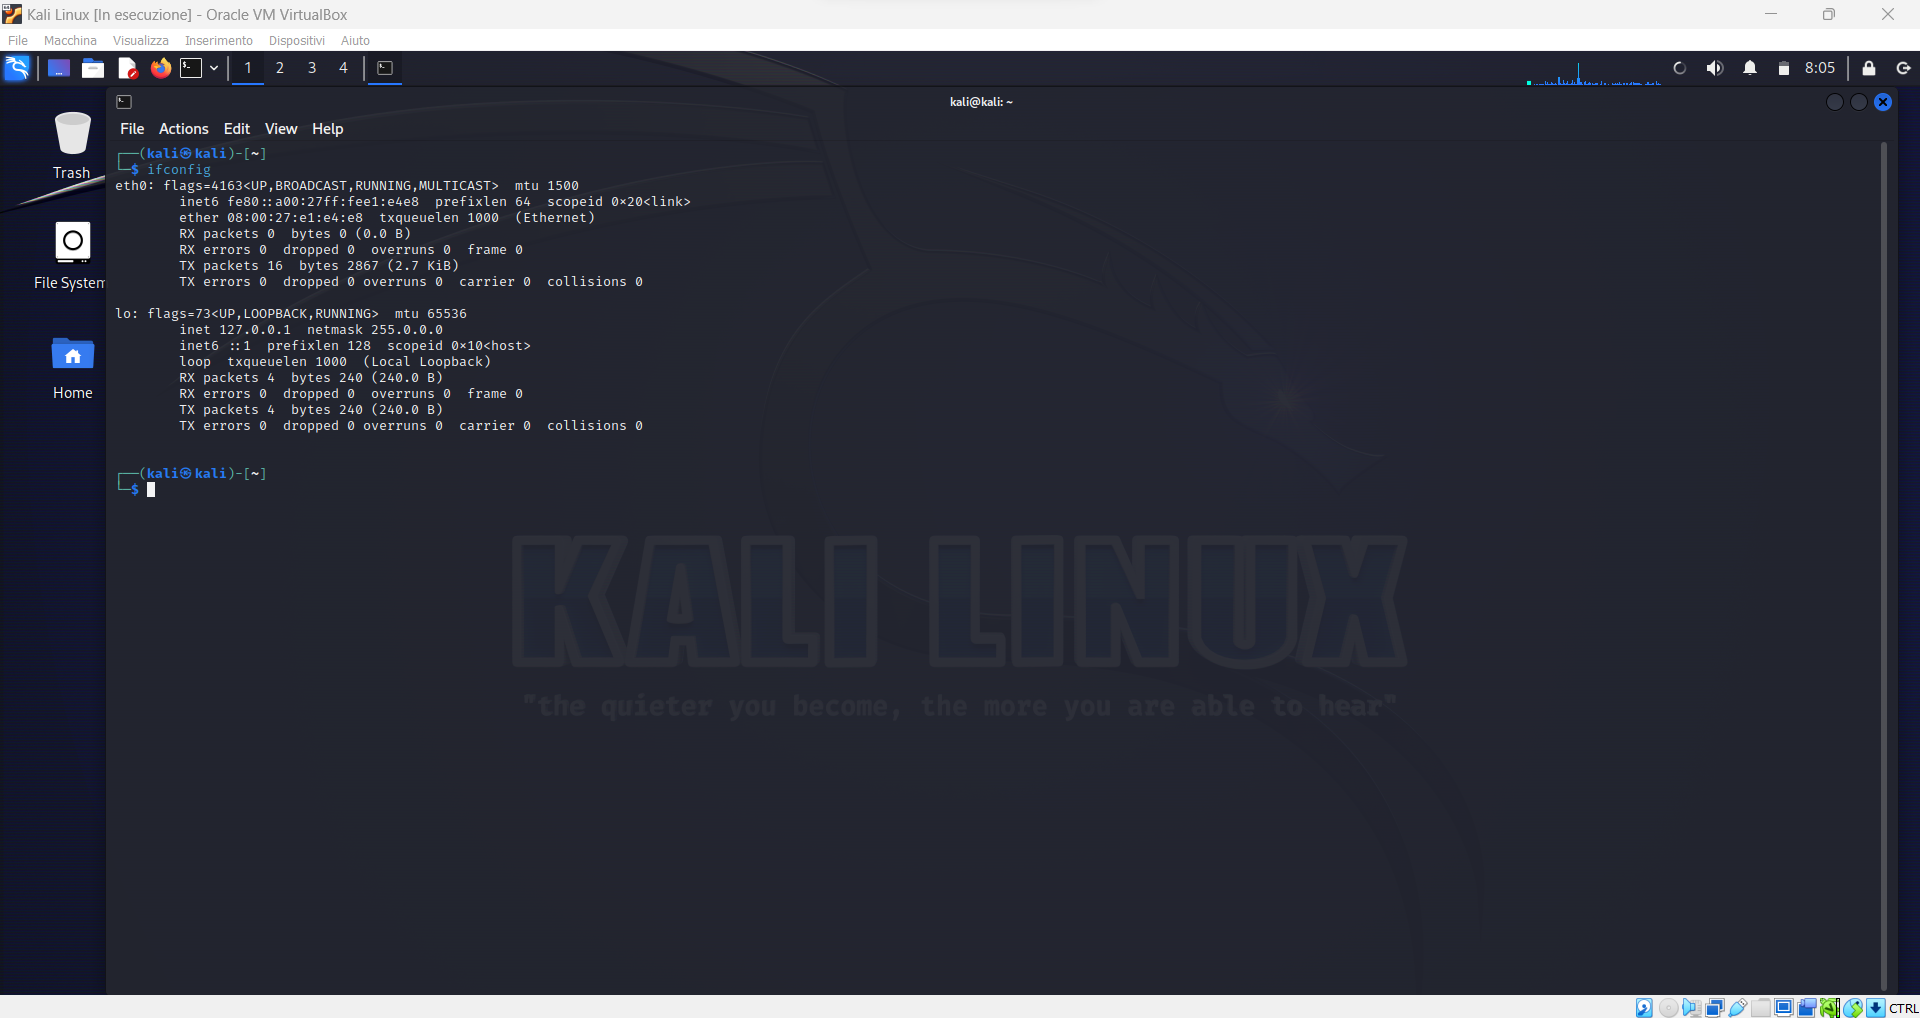 Kali Linux [In esecuzione] - Oracle VM VirtualBox
File Macchina Visualizza Inserimento Dispositivi Aiuto
1 2 3 4 8:05
kali@kali: ~
File Actions Edit View Help
Trash
File System
Home
┌──(kali㉿kali)-[~]
└─$ ifconfig
eth0: flags=4163<UP,BROADCAST,RUNNING,MULTICAST>  mtu 1500
        inet6 fe80::a00:27ff:fee1:e4e8  prefixlen 64  scopeid 0×20<link>
        ether 08:00:27:e1:e4:e8  txqueuelen 1000  (Ethernet)
        RX packets 0  bytes 0 (0.0 B)
        RX errors 0  dropped 0  overruns 0  frame 0
        TX packets 16  bytes 2867 (2.7 KiB)
        TX errors 0  dropped 0 overruns 0  carrier 0  collisions 0
lo: flags=73<UP,LOOPBACK,RUNNING>  mtu 65536
        inet 127.0.0.1  netmask 255.0.0.0
        inet6 ::1  prefixlen 128  scopeid 0×10<host>
        loop  txqueuelen 1000  (Local Loopback)
        RX packets 4  bytes 240 (240.0 B)
        RX errors 0  dropped 0  overruns 0  frame 0
        TX packets 4  bytes 240 (240.0 B)
        TX errors 0  dropped 0 overruns 0  carrier 0  collisions 0
┌──(kali㉿kali)-[~]
└─$
KALI LINUX
"the quieter you become, the more you are able to hear"
CTRL